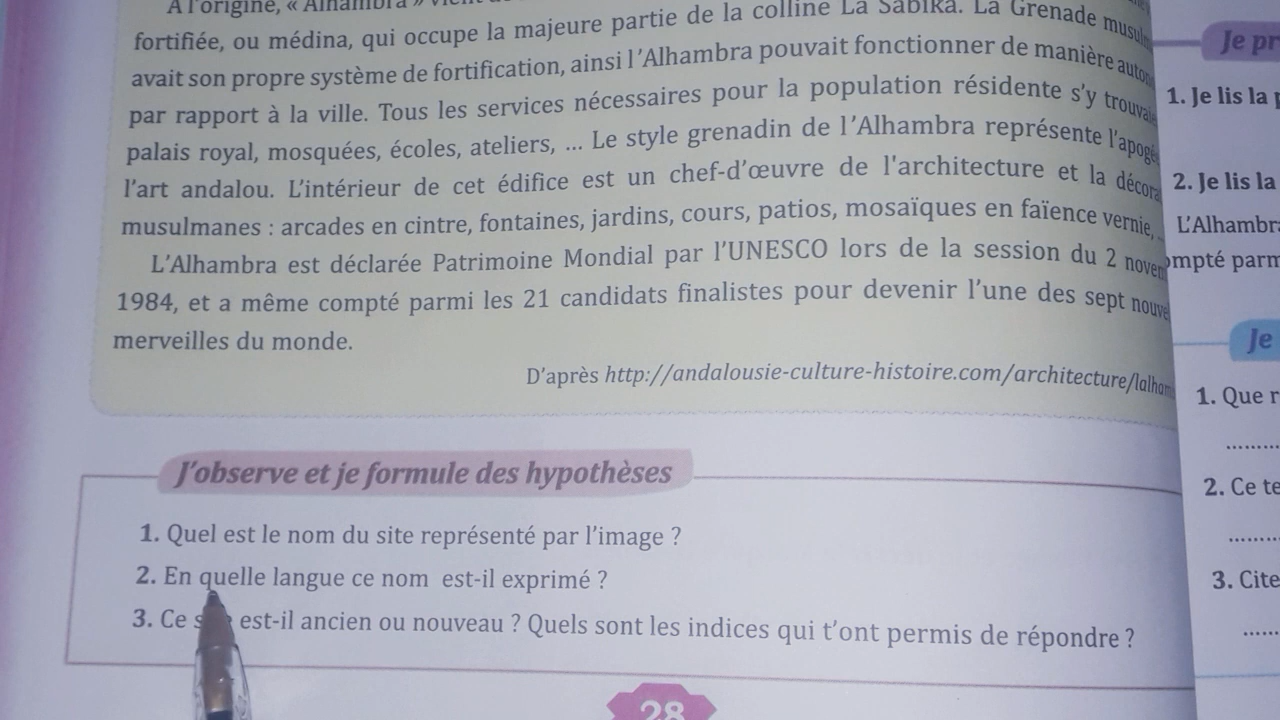 A l'origine, « Alhambra »
fortifiée, ou médina, qui occupe la majeure partie de la colline La Sabika. La Grenade
avait son propre système de fortification, ainsi l'Alhambra pouvait fonctionner de manière
par rapport à la ville. Tous les services nécessaires pour la population résidente s'y
palais royal, mosquées, écoles, ateliers, ... Le style grenadin de l'Alhambra représente
l'art andalou. L'intérieur de cet édifice est un chef-d'œuvre de l'architecture et la
musulmanes : arcades en cintre, fontaines, jardins, cours, patios, mosaïques en faïence vernie,
L'Alhambra est déclarée Patrimoine Mondial par l'UNESCO lors de la session du 2
1984, et a même compté parmi les 21 candidats finalistes pour devenir l'une des sept
merveilles du monde.
D'après http://andalousie-culture-histoire.com/architecture/
J'observe et je formule des hypothèses
1. Quel est le nom du site représenté par l'image ?
2. En quelle langue ce nom est-il exprimé ?
3. Ce est-il ancien ou nouveau ? Quels sont les indices qui t'ont permis de répondre ?
28
Je
1. Je lis la
2. Je lis la
parm
Je
1. Que
2. Ce
3.